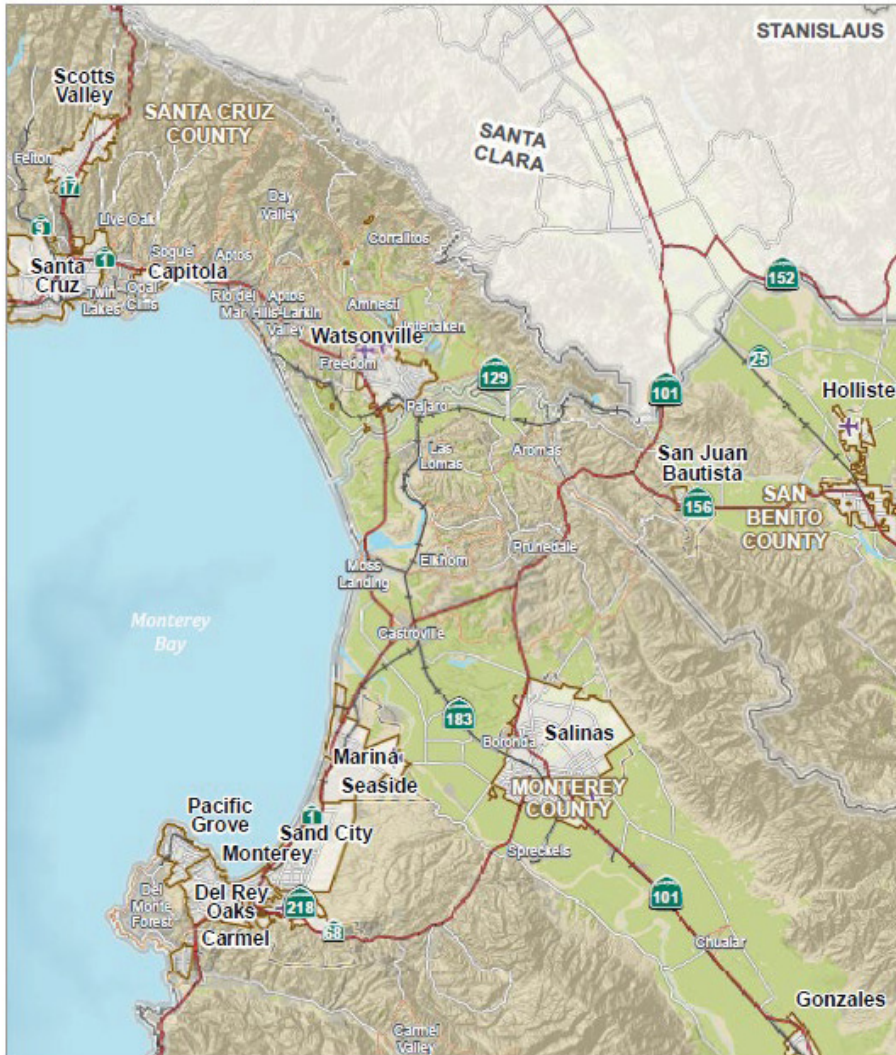 STANISLAUS
Scotts
Valley
SANTA CRUZ
COUNTY
SANTA
CLARA
Felton
17
Day
Valley
9
Live Oak
Corralitos
Soquel
Aptos
1
Santa
Cruz
Capitola
152
Twin
Lakes
Opal
Cliffs
Rio del
Mar
Aptos
Hills-Larkin
Valley
Amnesti
Interlaken
Watsonville
Freedom
25
129
101
Holliste
Pajaro
Las
Lomas
Aromas
San Juan
Bautista
156
SAN
BENITO
COUNTY
Prunedale
Elkhorn
Moss
Landing
Monterey
Bay
Castroville
183
Salinas
Boronda
Marina
Seaside
MONTEREY
COUNTY
Pacific
Grove
1
Sand City
Monterey
Spreckels
Del
Monte
Forest
Del Rey
Oaks
218
68
101
Carmel
Chualar
Gonzales
Carmel
Valley